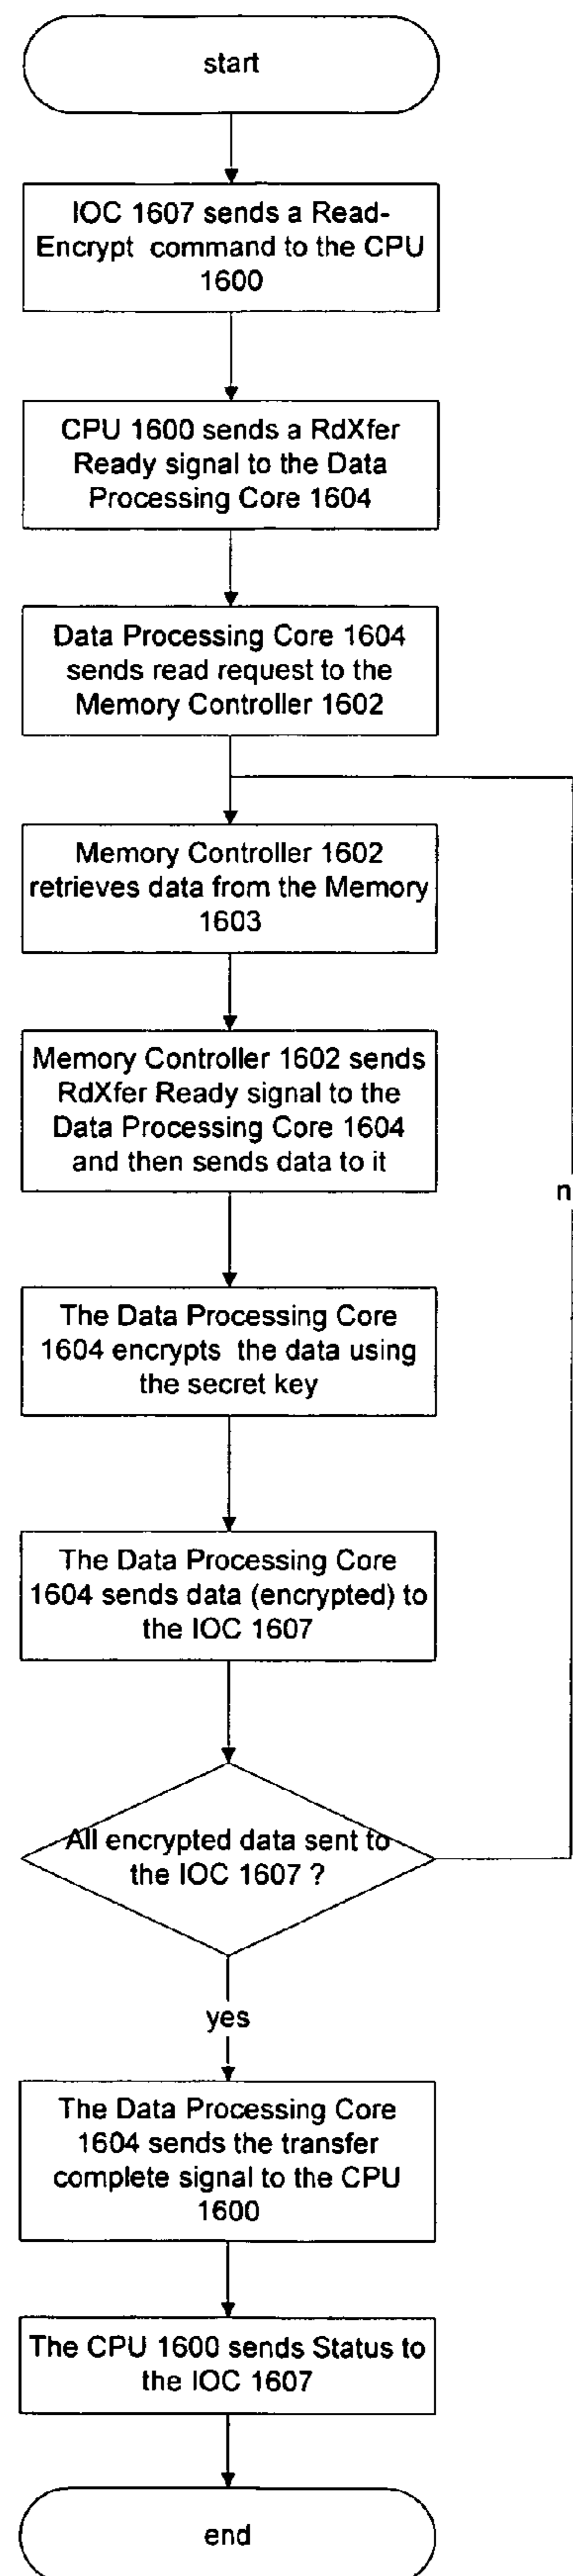 start
IOC 1607 sends a Read-
Encrypt command to the CPU
1600
CPU 1600 sends a RdXfer
Ready signal to the Data
Processing Core 1604
Data Processing Core 1604
sends read request to the
Memory Controller 1602
Memory Controller 1602
retrieves data from the Memory
1603
Memory Controller 1602 sends
RdXfer Ready signal to the
Data Processing Core 1604
and then sends data to it
n
The Data Processing Core
1604 encrypts the data using
the secret key
The Data Processing Core
1604 sends data (encrypted) to
the IOC 1607
All encrypted data sent to
the IOC 1607 ?
yes
The Data Processing Core
1604 sends the transfer
complete signal to the CPU
1600
The CPU 1600 sends Status to
the IOC 1607
end